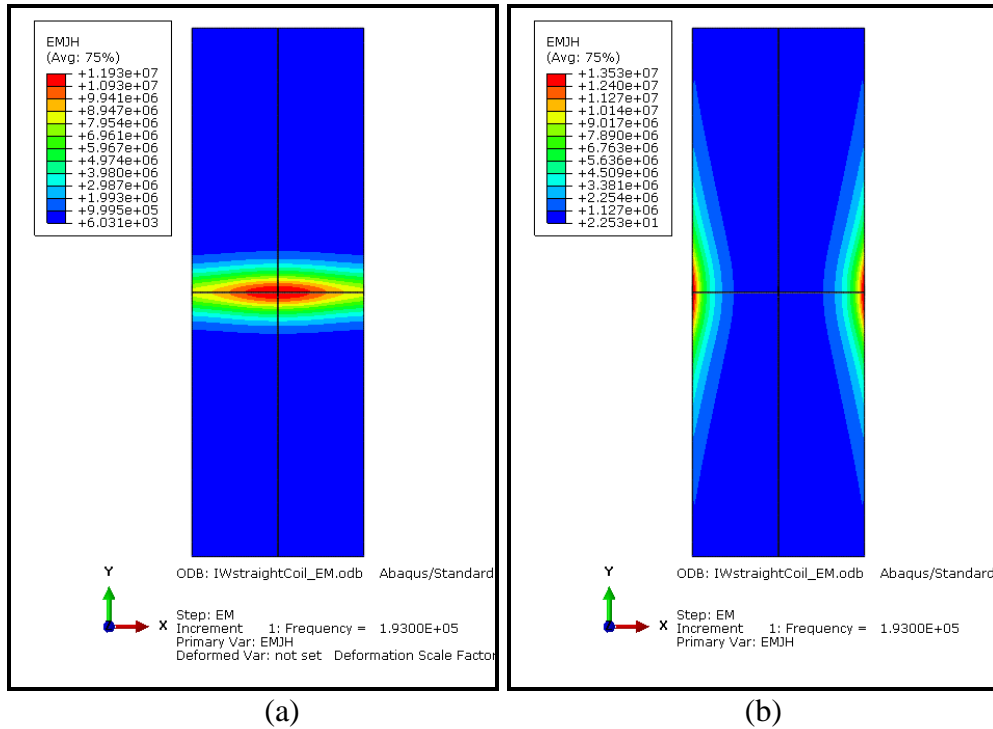 EMJH
(Avg: 75%)
+1.193e+07
+1.093e+07
+9.941e+06
+8.947e+06
+7.954e+06
+6.961e+06
+5.967e+06
+4.974e+06
+3.980e+06
+2.987e+06
+1.993e+06
+9.995e+05
+6.031e+03
Y
X
ODB: IWstraightCoil_EM.odb Abaqus/Standard
Step: EM
Increment 1: Frequency = 1.9300E+05
Primary Var: EMJH
Deformed Var: not set Deformation Scale Factor
(a)
EMJH
(Avg: 75%)
+1.353e+07
+1.240e+07
+1.127e+07
+1.014e+07
+9.017e+06
+7.890e+06
+6.763e+06
+5.636e+06
+4.509e+06
+3.381e+06
+2.254e+06
+1.127e+06
+2.253e+01
Y
X
ODB: IWstraightCoil_EM.odb Abaqus/Standard
Step: EM
Increment 1: Frequency = 1.9300E+05
Primary Var: EMJH
(b)